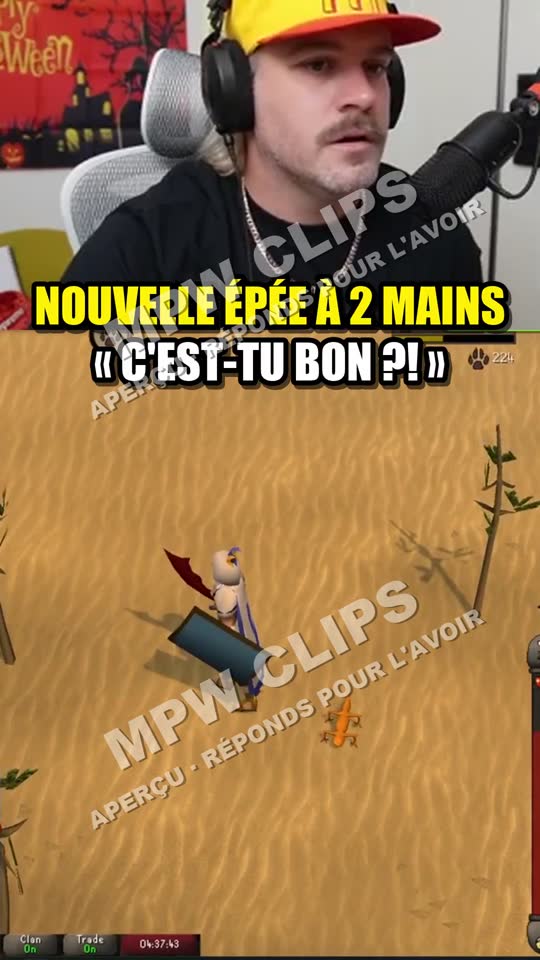 ween
MPW CLIPS
APERÇU · RÉPONDS POUR L'AVOIR
NOUVELLE ÉPÉE À 2 MAINS
« C'EST-TU BON ?! »
224
MPW CLIPS
APERÇU · RÉPONDS POUR L'AVOIR
Clan
On
Trade
On
04:37:43